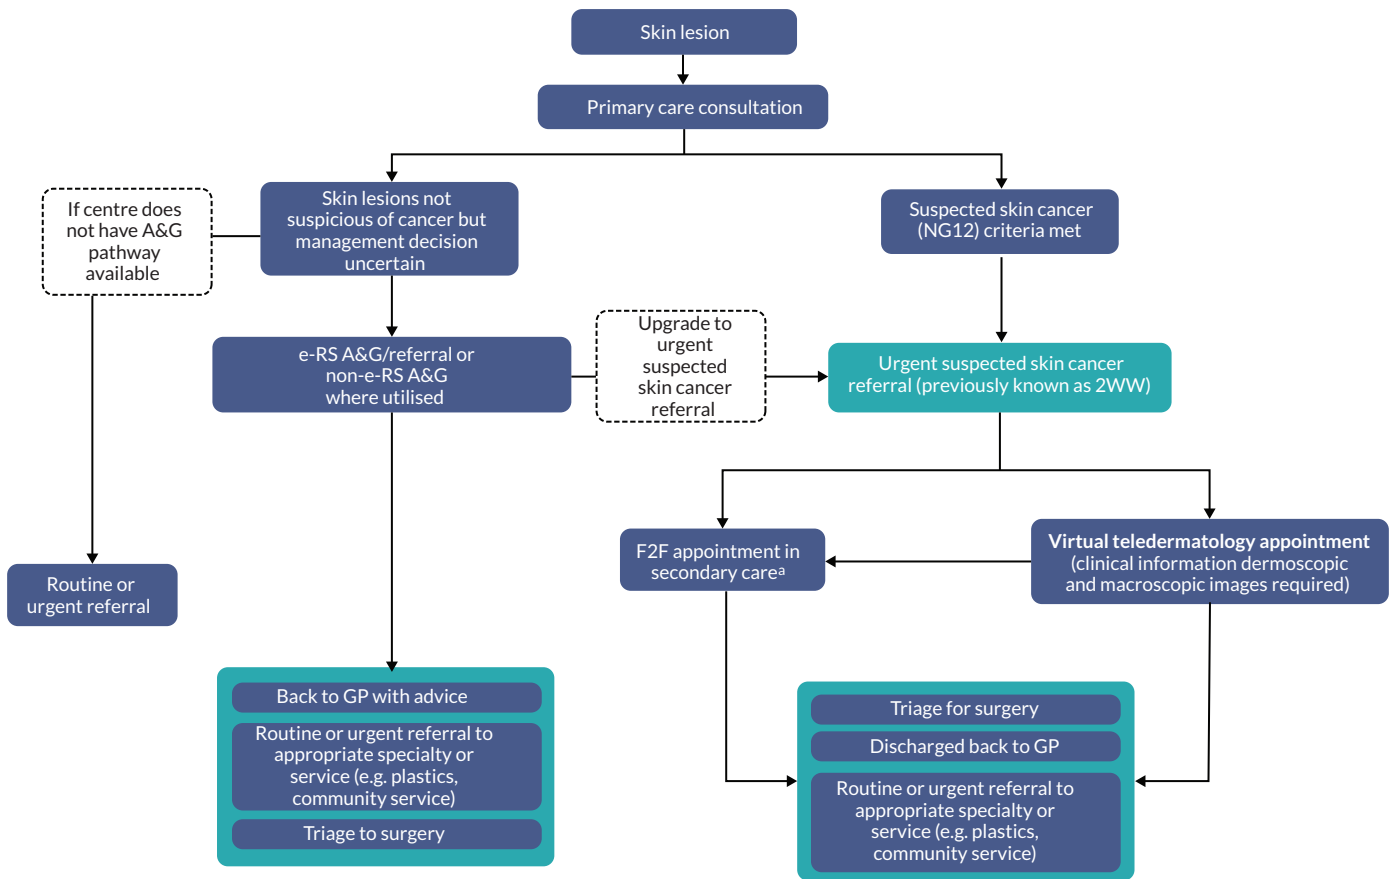 Skin lesion
Primary care consultation
If centre does
not have A&G
pathway
available
Skin lesions not
suspicious of cancer but
management decision
uncertain
Suspected skin cancer
(NG12) criteria met
e-RS A&G/referral or
non-e-RS A&G
where utilised
Upgrade to
urgent
suspected
skin cancer
referral
Urgent suspected skin cancer
referral (previously known as 2WW)
F2F appointment in
secondary careᵃ
Virtual teledermatology appointment
(clinical information dermoscopic
and macroscopic images required)
Routine or
urgent referral
Back to GP with advice
Routine or urgent referral to
appropriate specialty or
service (e.g. plastics,
community service)
Triage to surgery
Triage for surgery
Discharged back to GP
Routine or urgent referral to
appropriate specialty or
service (e.g. plastics,
community service)